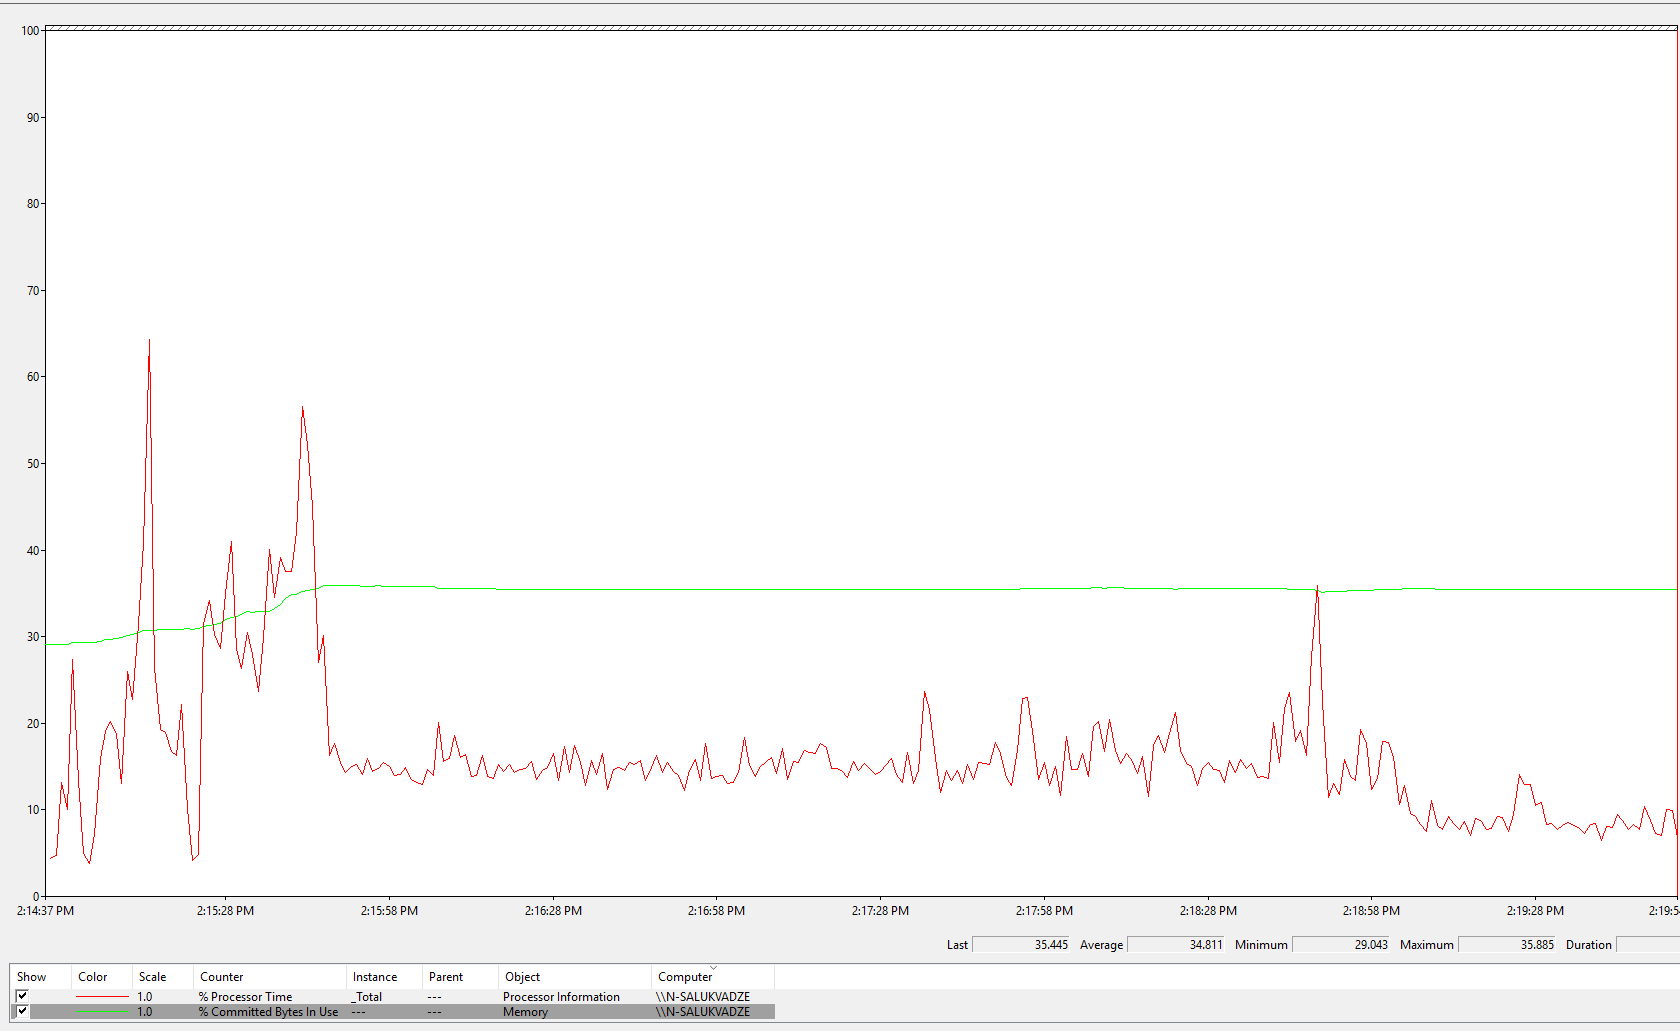 100
90
80
70
60
50
40
30
20
10
0
2:14:37 PM 2:15:28 PM 2:15:58 PM 2:16:28 PM 2:16:58 PM 2:17:28 PM 2:17:58 PM 2:18:28 PM 2:18:58 PM 2:19:28 PM 2:19:5
Last 35.445 Average 34.811 Minimum 29.043 Maximum 35.885 Duration
Show Color Scale Counter Instance Parent Object Computer
1.0 % Processor Time _Total --- Processor Information \\N-SALUKVADZE
1.0 % Committed Bytes In Use --- --- Memory \\N-SALUKVADZE